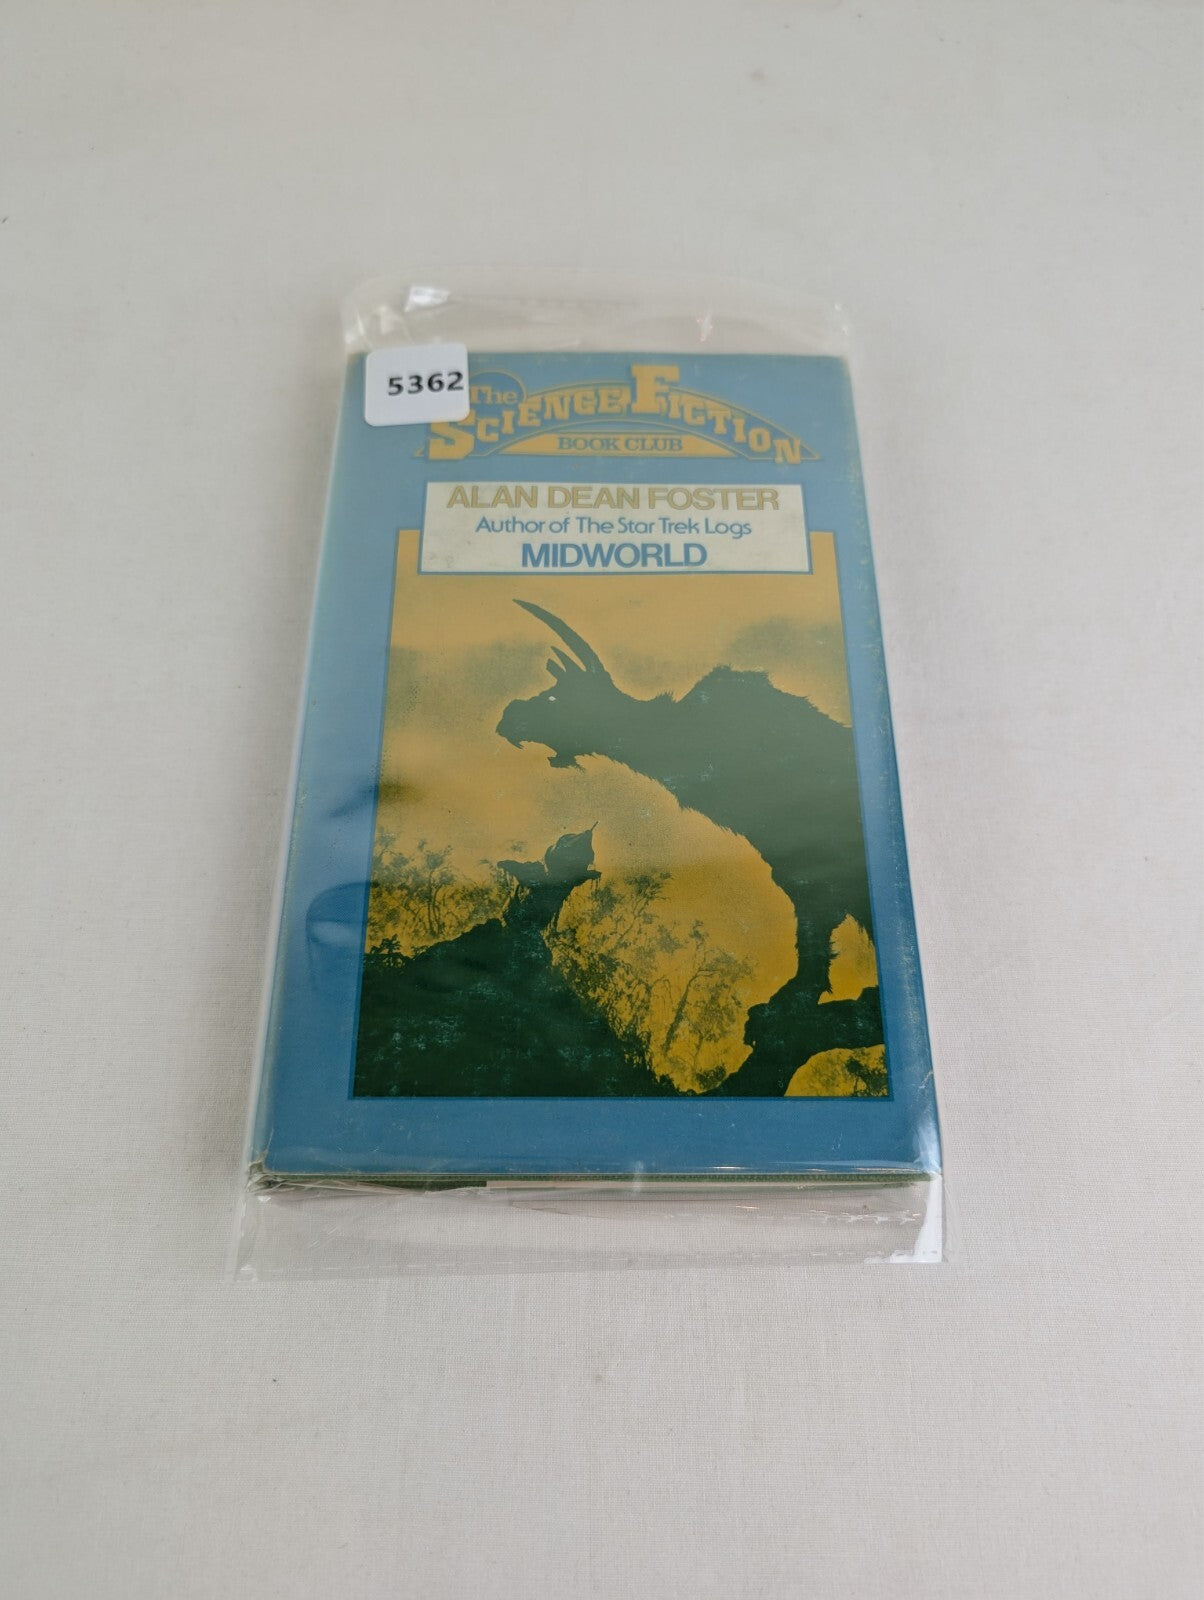 5362
The
SCIENCE FICTION
BOOK CLUB
ALAN DEAN FOSTER
Author of The Star Trek Logs
MIDWORLD